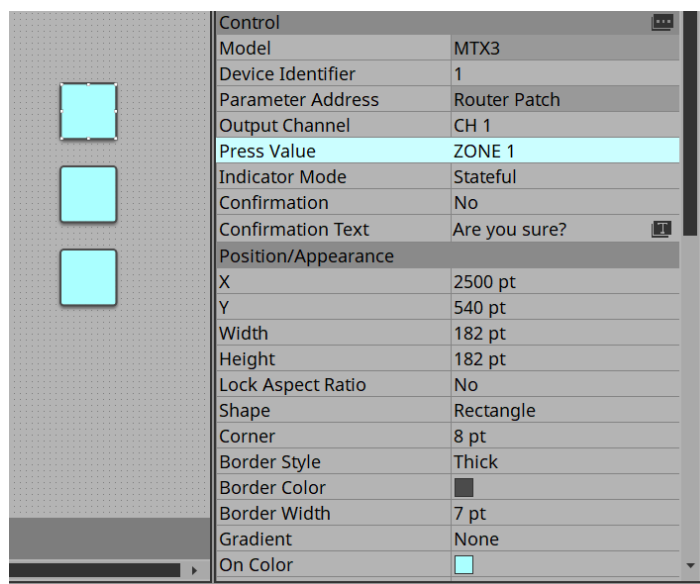 Control
Model MTX3
Device Identifier 1
Parameter Address Router Patch
Output Channel CH 1
Press Value ZONE 1
Indicator Mode Stateful
Confirmation No
Confirmation Text Are you sure? T
Position/Appearance
X 2500 pt
Y 540 pt
Width 182 pt
Height 182 pt
Lock Aspect Ratio No
Shape Rectangle
Corner 8 pt
Border Style Thick
Border Color
Border Width 7 pt
Gradient None
On Color